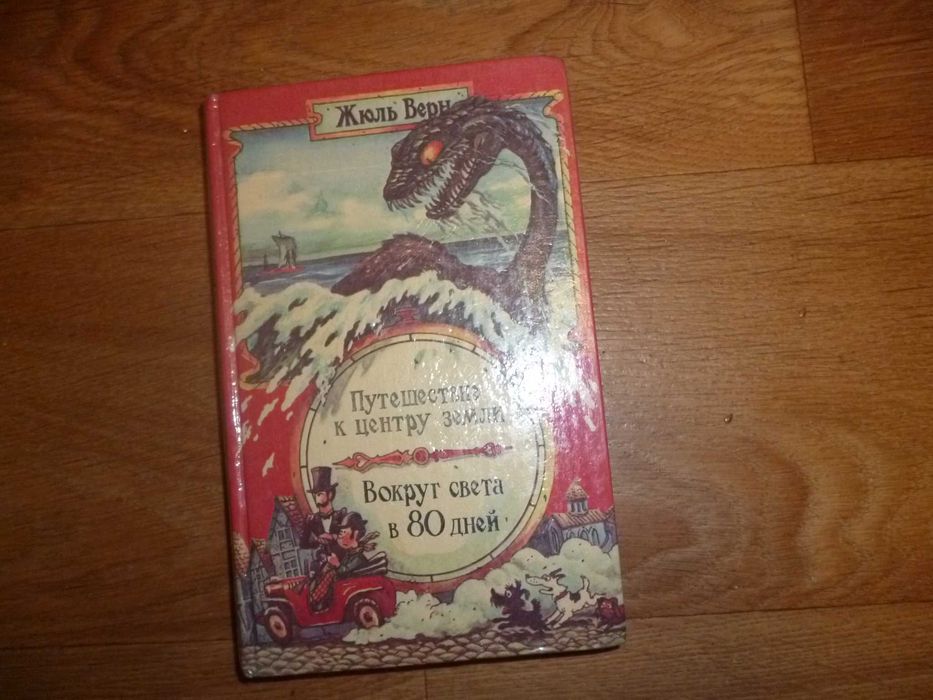 Жюль Верн
Путешествие
к центру земли
Вокруг света
в 80 дней